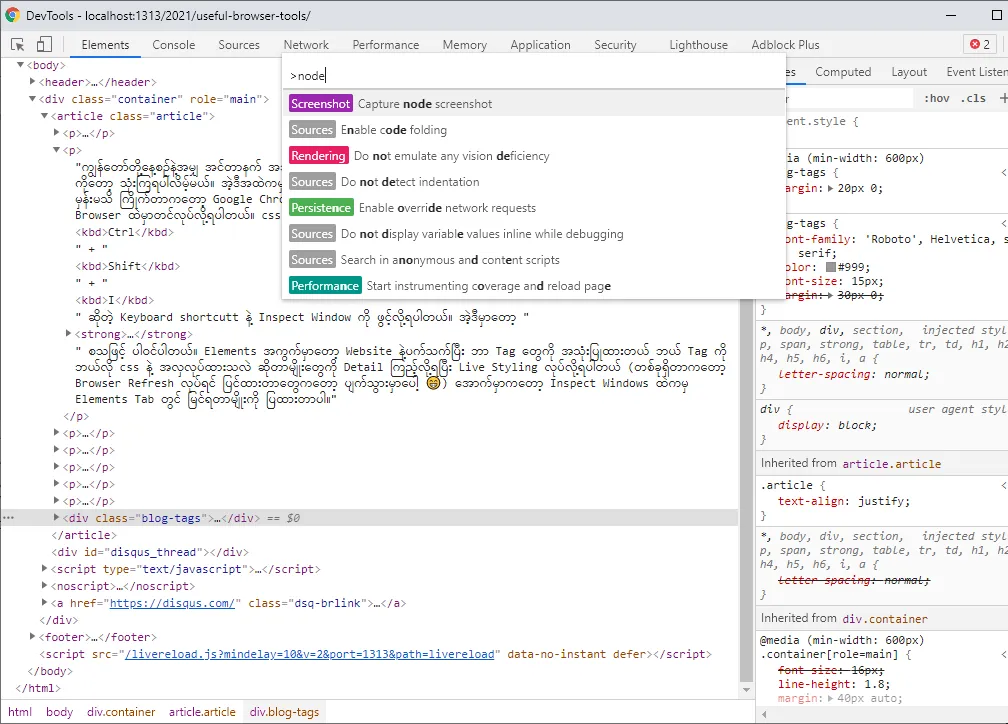 DevTools - localhost:1313/2021/useful-browser-tools/
Elements Console Sources Network Performance Memory Application Security Lighthouse Adblock Plus 2
>node
Screenshot Capture node screenshot
Sources Enable code folding
Rendering Do not emulate any vision deficiency
Sources Do not detect indentation
Persistence Enable override network requests
Sources Do not display variable values inline while debugging
Sources Search in anonymous and content scripts
Performance Start instrumenting coverage and reload page
<body>
<header>…</header>
<div class="container" role="main">
<article class="article">
<p>…</p>
<p>
"ကျွန်တော်တို့နေ့စဉ်နဲ့အမျှ အင်တာနက်
ကိုတော့ သုံးကြရပါလိမ့်မယ်။
မှန်းမသိ ကြိုက်တာကတော့ Google
Browser ထဲမှာတင်လုပ်လို့ရပါတယ်။ css
<kbd>Ctrl</kbd>
" + "
<kbd>Shift</kbd>
" + "
<kbd>I</kbd>
" ဆိုတဲ့ Keyboard shortcutt နဲ့ Inspect Window ကို ဖွင့်လို့ရပါတယ်။ အဲ့ဒီမှာတော့ "
<strong>…</strong>
" စသဖြင့် ပါဝင်ပါတယ်။ Elements အကွက်မှာတော့ Website နဲ့ပက်သက်ပြီး ဘာ Tag တွေကို အသုံးပြုထားတယ် ဘယ် Tag ကို
ဘယ်လို css နဲ့ အလှလုပ်ထားသလဲ ဆိုတာမျိုးတွေကို Detail ကြည့်လို့ရပြီး Live Styling လုပ်လို့ရပါတယ် (တစ်ခုရှိတာကတော့
Browser Refresh လုပ်ရင် ပြင်ထားတာတွေကတော့ ပျက်သွားမှာပေါ့ 😁) အောက်မှာကတော့ Inspect Windows ထဲကမှ
Elements Tab တွင် မြင်ရတာမျိုးကို ပြထားတာပါ။"
</p>
<p>…</p>
<p>…</p>
<p>…</p>
<p>…</p>
<p>…</p>
<div class="blog-tags">…</div> == $0
</article>
<div id="disqus_thread"></div>
<script type="text/javascript">…</script>
<noscript>…</noscript>
<a href="https://disqus.com/" class="dsq-brlink">…</a>
</div>
<footer>…</footer>
<script src="/livereload.js?mindelay=10&v=2&port=1313&path=livereload" data-no-instant defer></script>
</body>
</html>
html body div.container article.article div.blog-tags
Computed Layout Event Listen
:hov .cls +
ent.style {
ia (min-width: 600px)
g-tags {
argin: 20px 0;
g-tags {
ont-family: 'Roboto', Helvetica, s
serif;
olor: #999;
ont-size: 15px;
argin: 30px 0;
}
*, body, div, section, injected styl
p, span, strong, table, tr, td, h1, h2
h4, h5, h6, i, a {
letter-spacing: normal;
}
div { user agent styl
display: block;
}
Inherited from article.article
.article {
text-align: justify;
}
*, body, div, section, injected styl
p, span, strong, table, tr, td, h1, h2
h4, h5, h6, i, a {
letter-spacing: normal;
}
Inherited from div.container
@media (min-width: 600px)
.container[role=main] {
font-size: 16px;
line-height: 1.8;
margin: 40px auto;